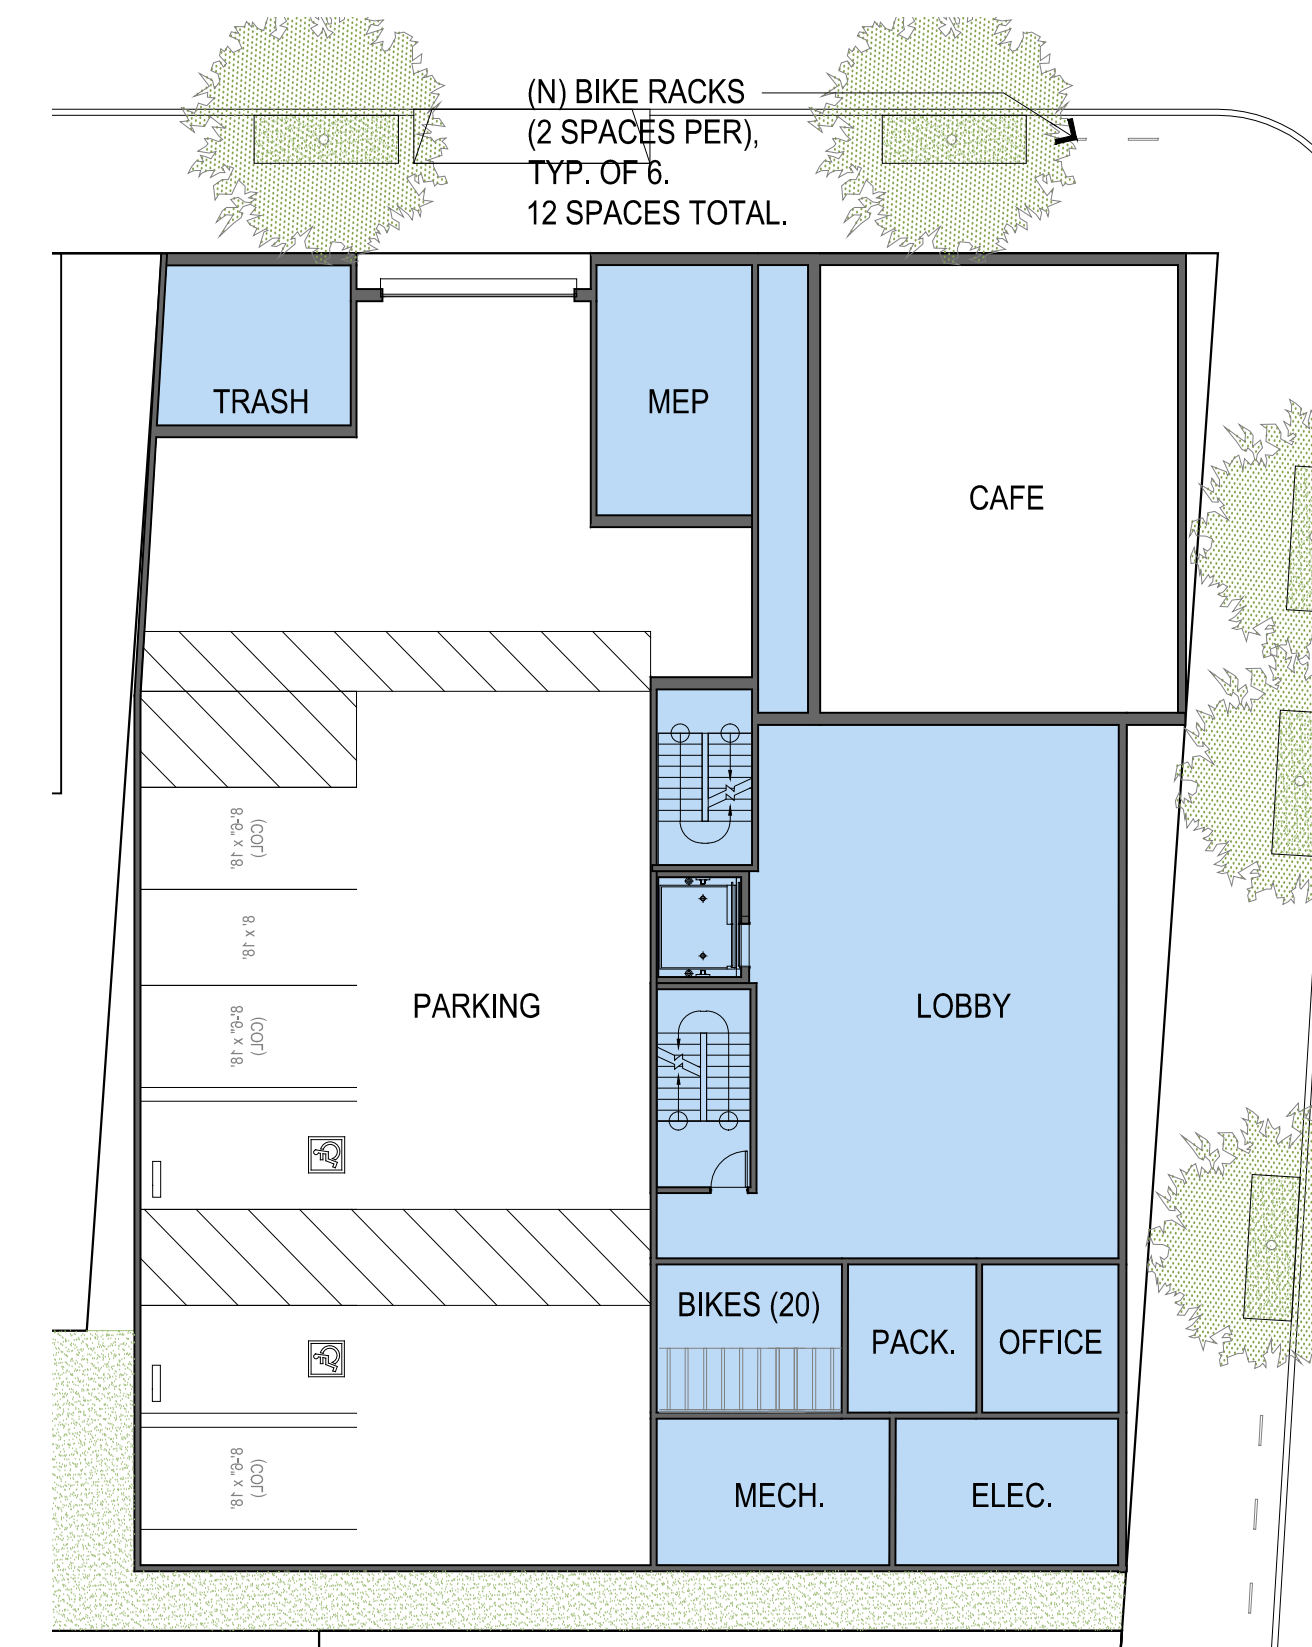 (N) BIKE RACKS
(2 SPACES PER),
TYP. OF 6.
12 SPACES TOTAL.
TRASH
MEP
CAFE
(COL)
8'-6" x 18'
8' x 18'
(COL)
8'-6" x 18'
PARKING
LOBBY
BIKES (20)
PACK.
OFFICE
(COL)
8'-6" x 18'
MECH.
ELEC.